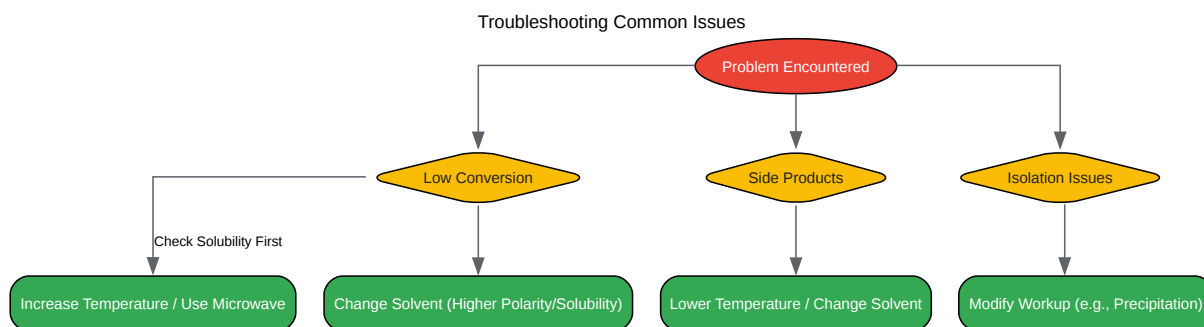 Troubleshooting Common Issues
Problem Encountered
Low Conversion
Side Products
Isolation Issues
Check Solubility First
Increase Temperature / Use Microwave
Change Solvent (Higher Polarity/Solubility)
Lower Temperature / Change Solvent
Modify Workup (e.g., Precipitation)